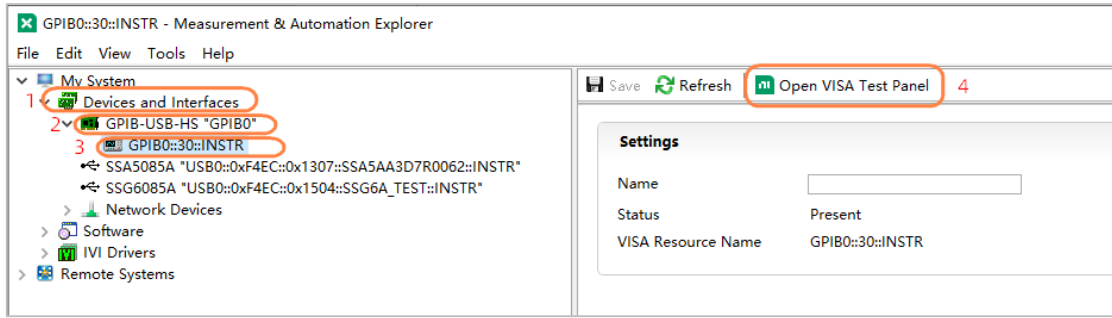 GPIB0::30::INSTR - Measurement & Automation Explorer
File Edit View Tools Help
My System
1 Devices and Interfaces
2 GPIB-USB-HS "GPIB0"
3 GPIB0::30::INSTR
SSA5085A "USB0::0xF4EC::0x1307::SSA5AA3D7R0062::INSTR"
SSG6085A "USB0::0xF4EC::0x1504::SSG6A_TEST::INSTR"
Network Devices
Software
IVI Drivers
Remote Systems
Save Refresh Open VISA Test Panel 4
Settings
Name
Status Present
VISA Resource Name GPIB0::30::INSTR